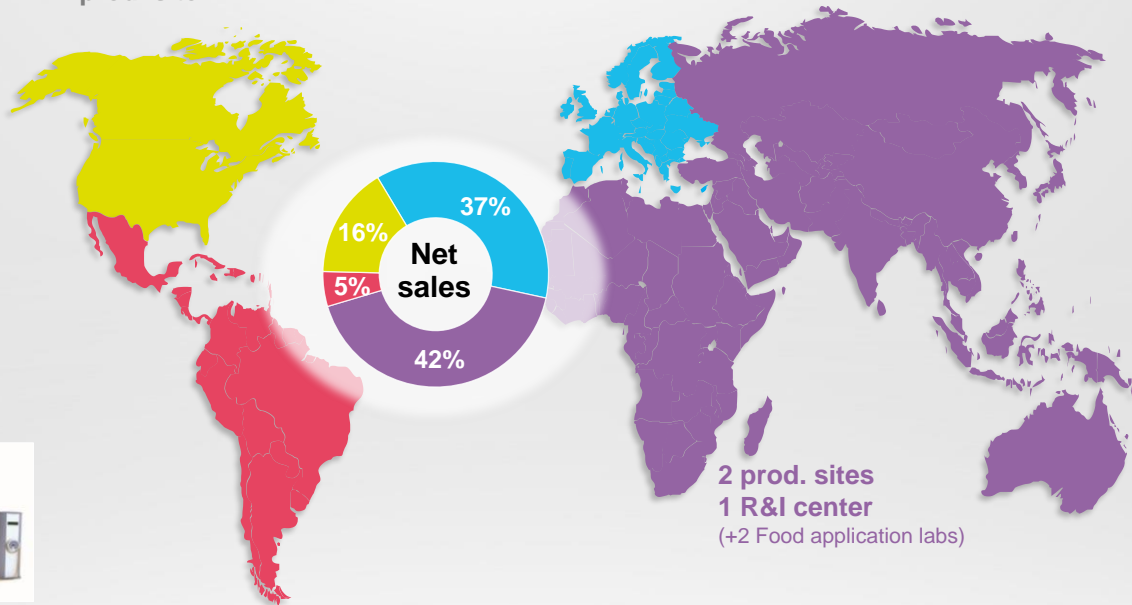 37%
16%
Net
sales
5%
42%
2 prod. sites
1 R&I center
(+2 Food application labs)